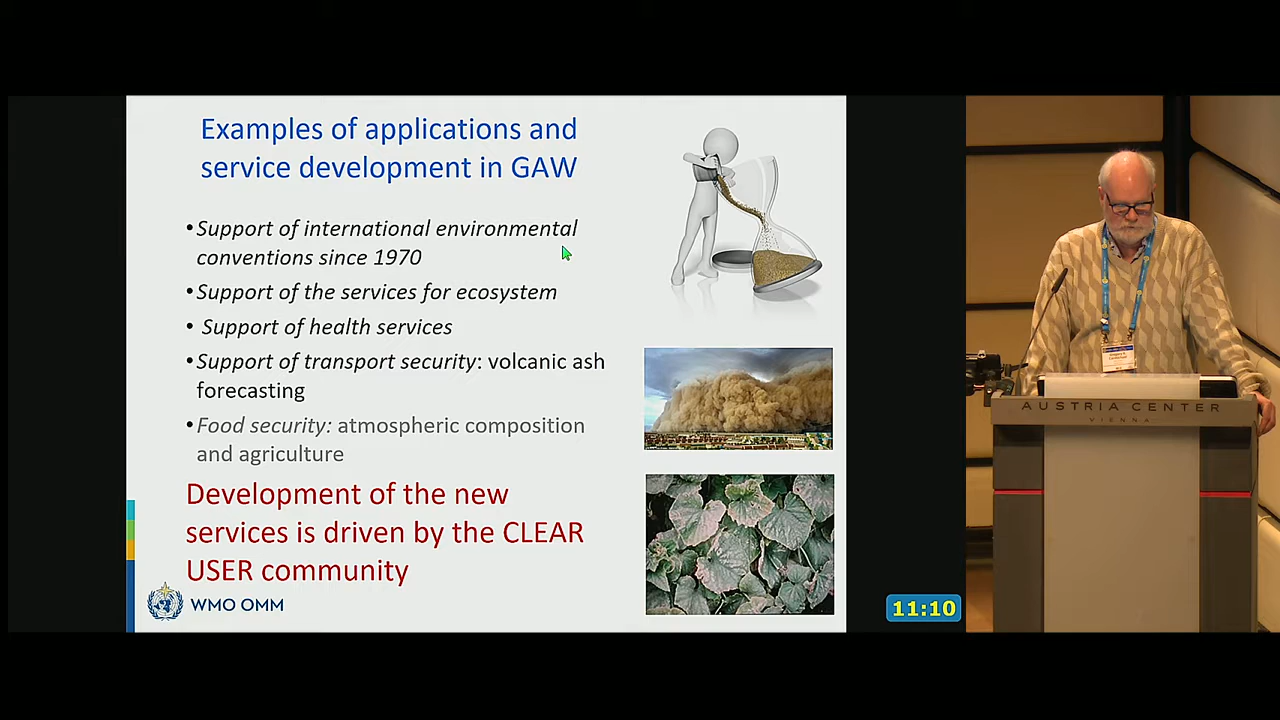 Examples of applications and
service development in GAW
•Support of international environmental
conventions since 1970
•Support of the services for ecosystem
• Support of health services
•Support of transport security: volcanic ash
forecasting
•Food security: atmospheric composition
and agriculture
Development of the new
services is driven by the CLEAR
USER community
WMO OMM
11:10
AUSTRIA CENTER
VIENNA